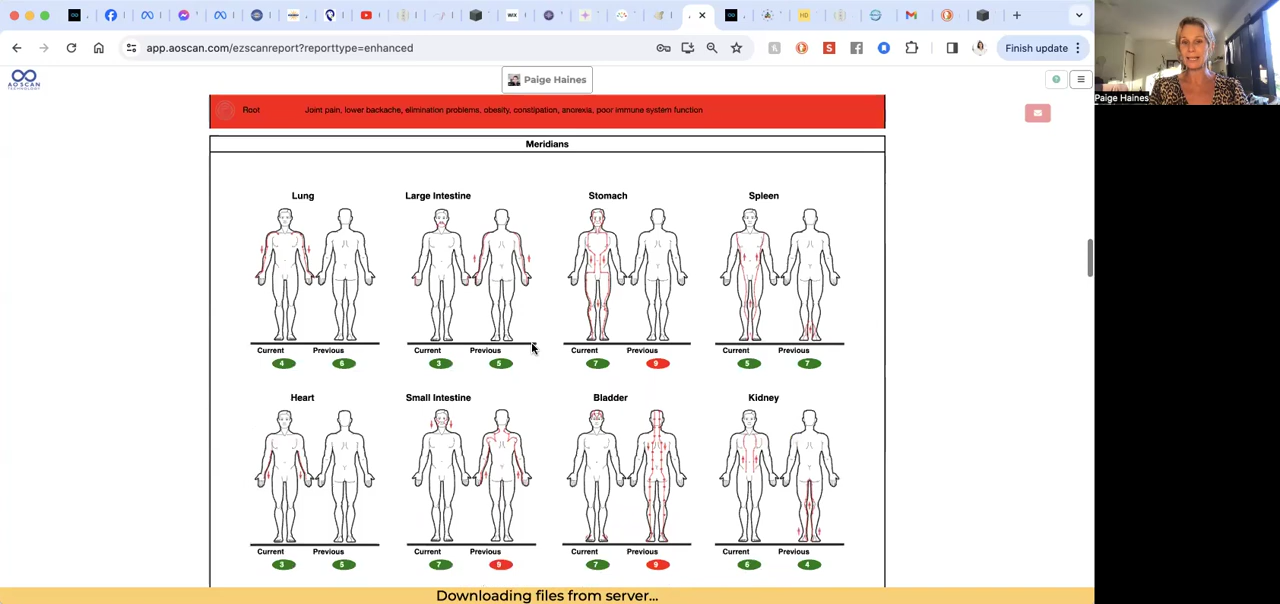 app.aoscan.com/ezscanreport?reporttype=enhanced
Finish update
AO SCAN
TECHNOLOGY
Paige Haines
Paige Haines
Root Joint pain, lower backache, elimination problems, obesity, constipation, anorexia, poor immune system function
Meridians
Lung Large Intestine Stomach Spleen
Current Previous Current Previous Current Previous Current Previous
4 6 3 5 7 9 5 7
Heart Small Intestine Bladder Kidney
Current Previous Current Previous Current Previous Current Previous
3 5 7 9 7 9 6 4
Downloading files from server...